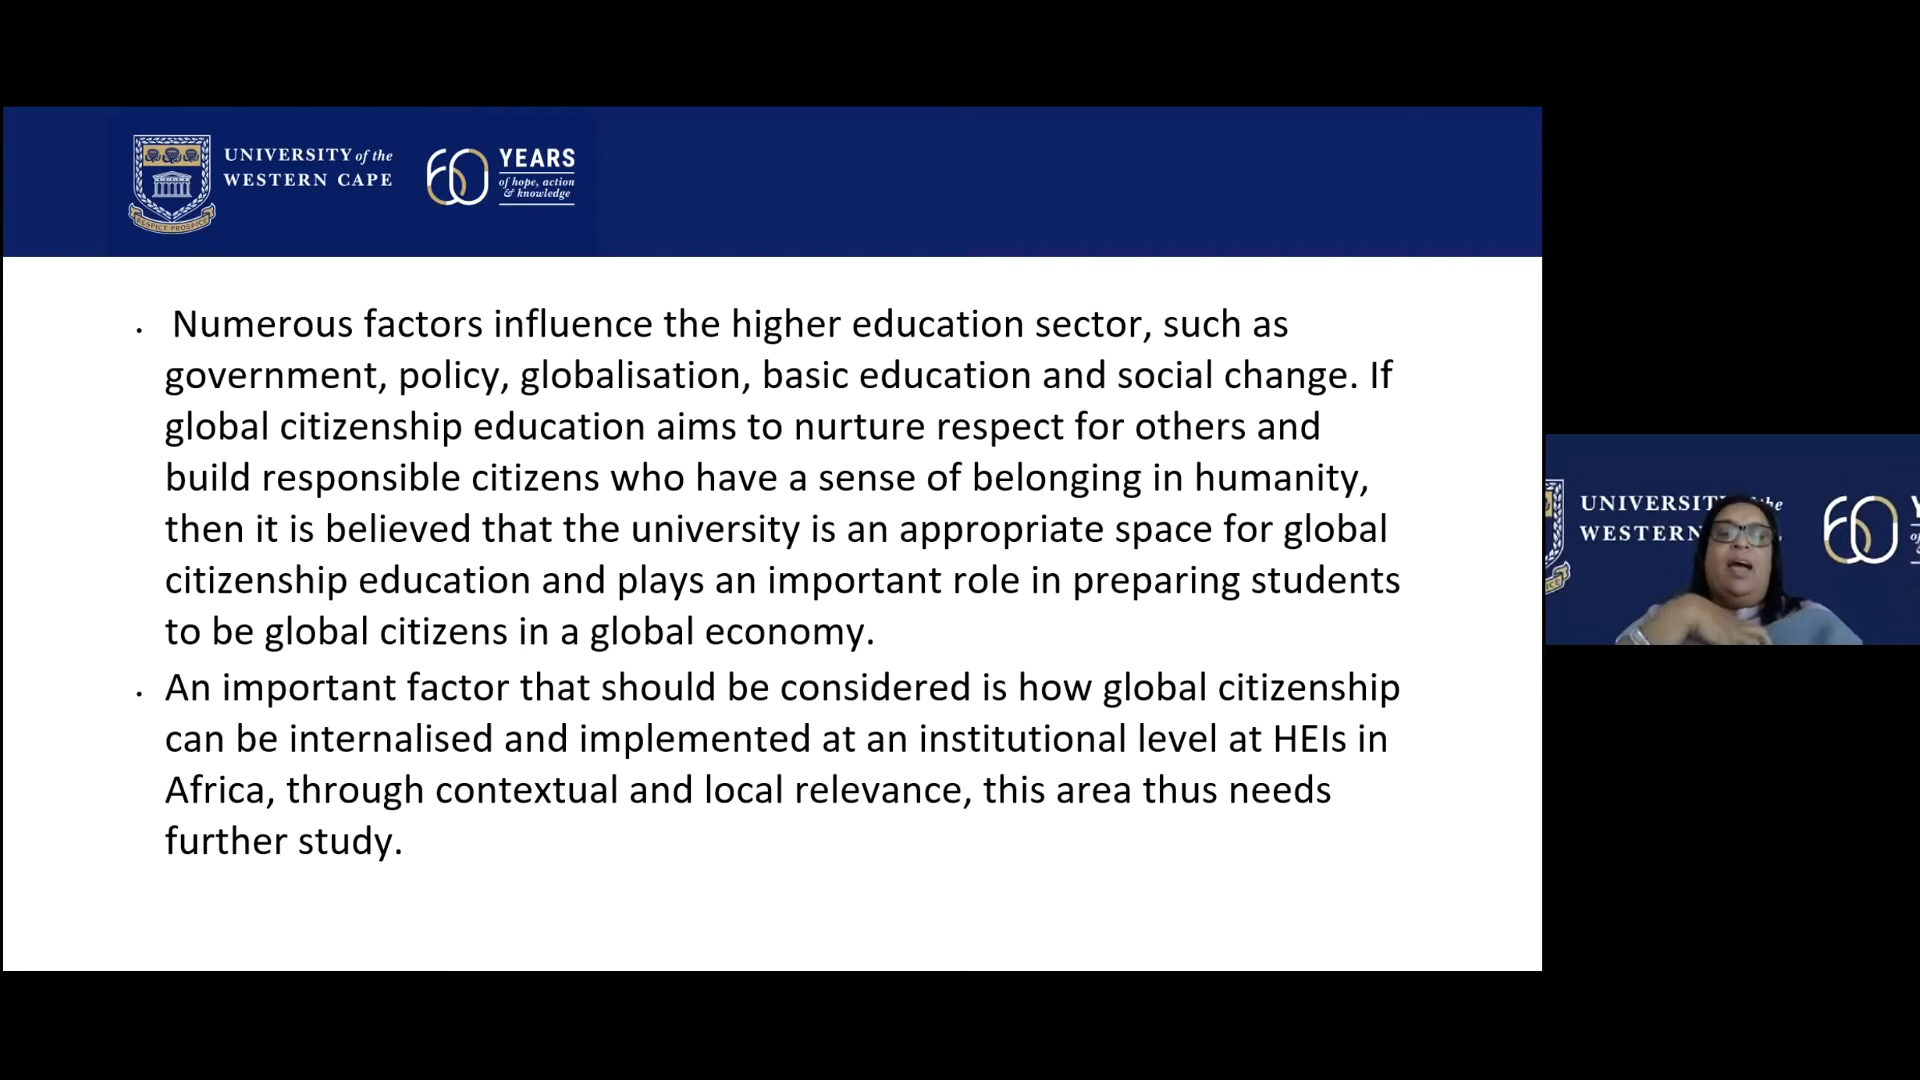 UNIVERSITY of the
WESTERN CAPE
60 YEARS
of hope, action
& knowledge
RESPICE PROSPICE
• Numerous factors influence the higher education sector, such as
government, policy, globalisation, basic education and social change. If
global citizenship education aims to nurture respect for others and
build responsible citizens who have a sense of belonging in humanity,
then it is believed that the university is an appropriate space for global
citizenship education and plays an important role in preparing students
to be global citizens in a global economy.
• An important factor that should be considered is how global citizenship
can be internalised and implemented at an institutional level at HEIs in
Africa, through contextual and local relevance, this area thus needs
further study.
WESTERN
60